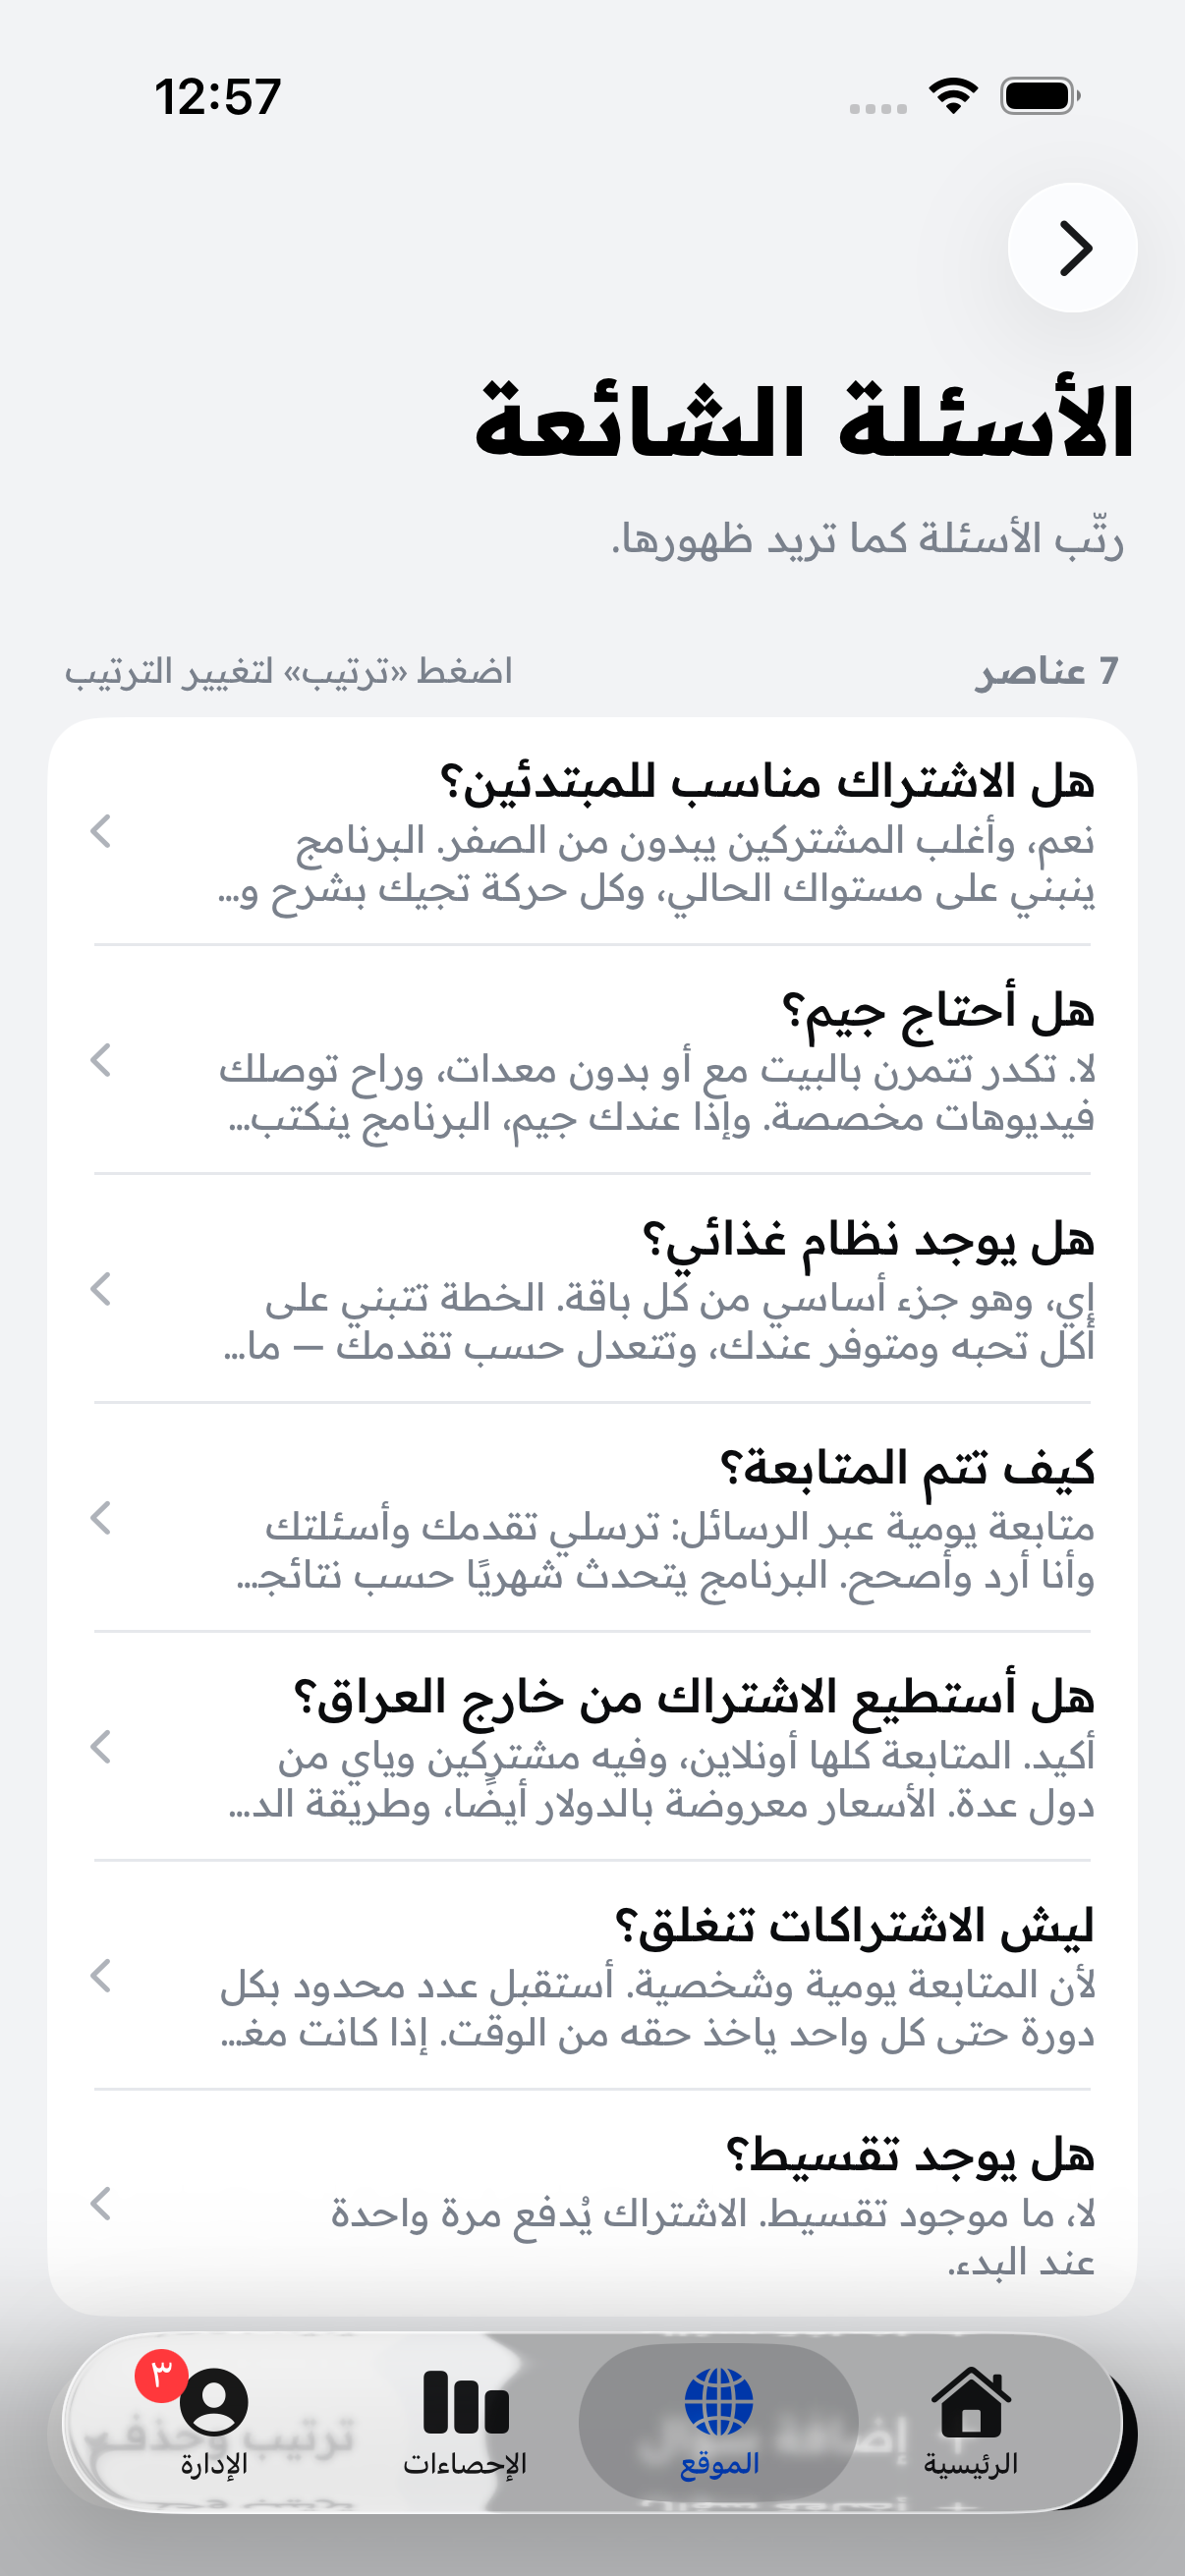 12:57
الأسئلة الشائعة
رتّب الأسئلة كما تريد ظهورها.
7 عناصر
اضغط «ترتيب» لتغيير الترتيب
هل الاشتراك مناسب للمبتدئين؟
نعم، وأغلب المشتركين يبدون من الصفر. البرنامج
ينبني على مستواك الحالي، وكل حركة تجيك بشرح و...
هل أحتاج جيم؟
لا. تكدر تتمرن بالبيت مع أو بدون معدات، وراح توصلك
فيديوهات مخصصة. وإذا عندك جيم، البرنامج ينكتب...
هل يوجد نظام غذائي؟
إي، وهو جزء أساسي من كل باقة. الخطة تتبني على
أكل تحبه ومتوفر عندك، وتتعدل حسب تقدمك — ما...
كيف تتم المتابعة؟
متابعة يومية عبر الرسائل: ترسلي تقدمك وأسئلتك
وأنا أرد وأصحح. البرنامج يتحدث شهريًا حسب نتائجـ...
هل أستطيع الاشتراك من خارج العراق؟
أكيد. المتابعة كلها أونلاين، وفيه مشتركين وياي من
دول عدة. الأسعار معروضة بالدولار أيضًا، وطريقة الد...
ليش الاشتراكات تنغلق؟
لأن المتابعة يومية وشخصية. أستقبل عدد محدود بكل
دورة حتى كل واحد ياخذ حقه من الوقت. إذا كانت مغـ...
هل يوجد تقسيط؟
لا، ما موجود تقسيط. الاشتراك يُدفع مرة واحدة
عند البدء.
+ إضافة سؤال
ترتيب وحذف
الرئيسية
الموقع
الإحصاءات
الإدارة
٣